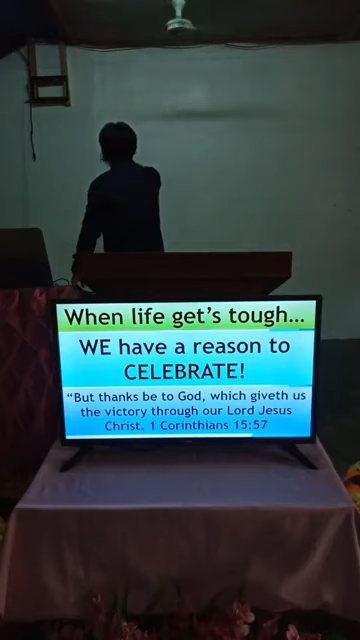 When life get's tough...
WE have a reason to
CELEBRATE!
“But thanks be to God, which giveth us
the victory through our Lord Jesus
Christ. 1 Corinthians 15:57